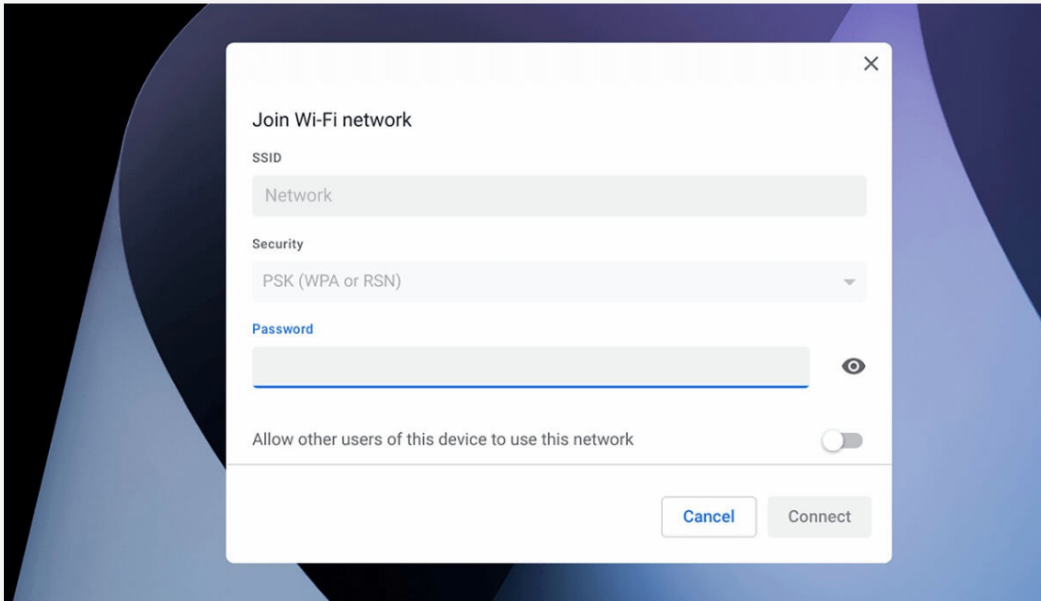 Join Wi-Fi network
SSID
Network
Security
PSK (WPA or RSN)
Password
Allow other users of this device to use this network
Cancel
Connect